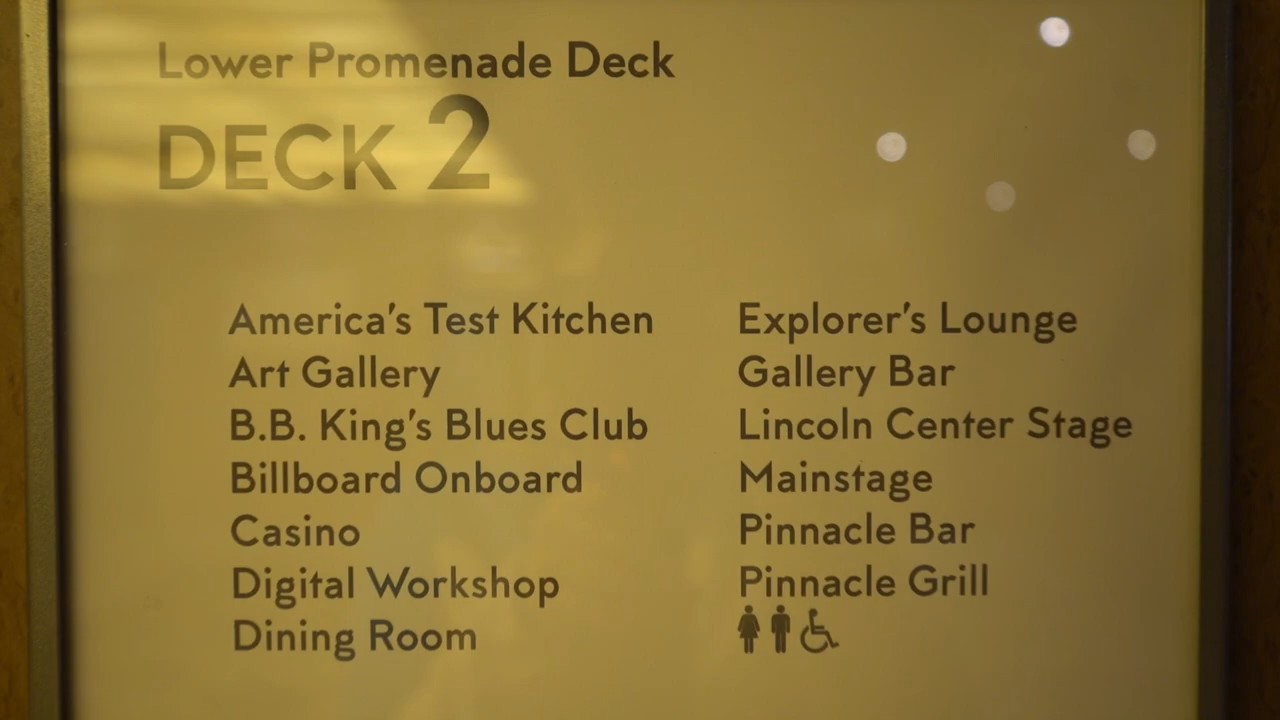 Lower Promenade Deck
DECK 2
America's Test Kitchen
Art Gallery
B.B. King's Blues Club
Billboard Onboard
Casino
Digital Workshop
Dining Room
Explorer's Lounge
Gallery Bar
Lincoln Center Stage
Mainstage
Pinnacle Bar
Pinnacle Grill